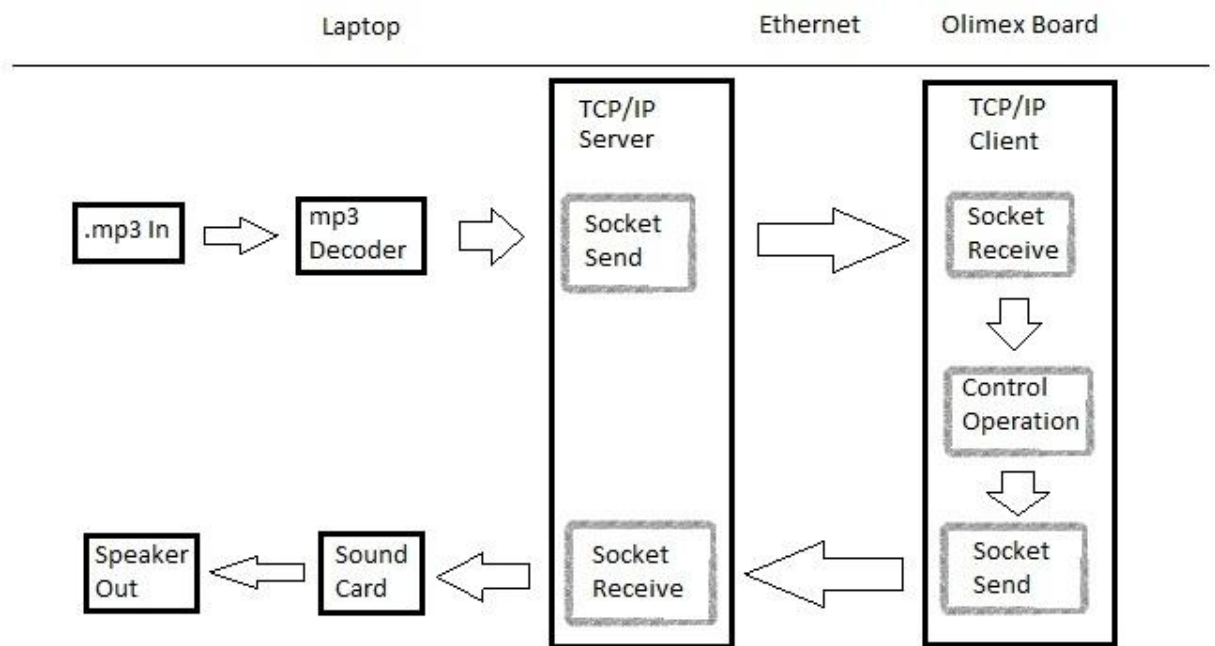 Laptop
Ethernet
Olimex Board
TCP/IP
Server
TCP/IP
Client
.mp3 In
mp3
Decoder
Socket
Send
Socket
Receive
Control
Operation
Speaker
Out
Sound
Card
Socket
Receive
Socket
Send